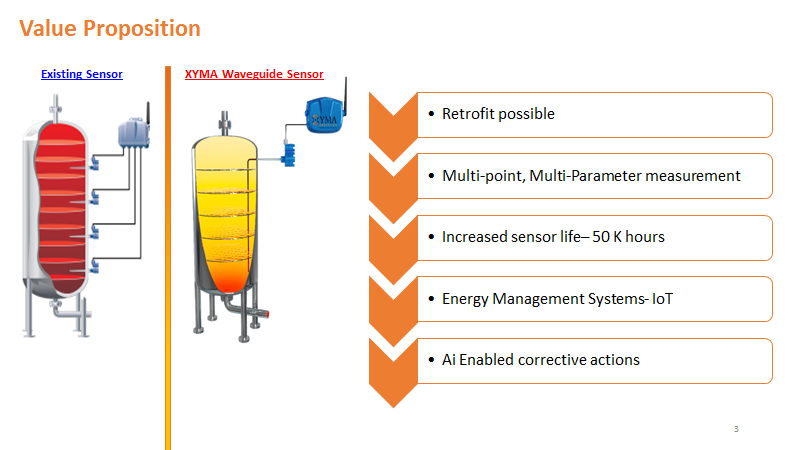 Value Proposition
Existing Sensor
XYMA Waveguide Sensor
XYMA
• Retrofit possible
• Multi-point, Multi-Parameter measurement
• Increased sensor life– 50 K hours
• Energy Management Systems- IoT
• Ai Enabled corrective actions
3